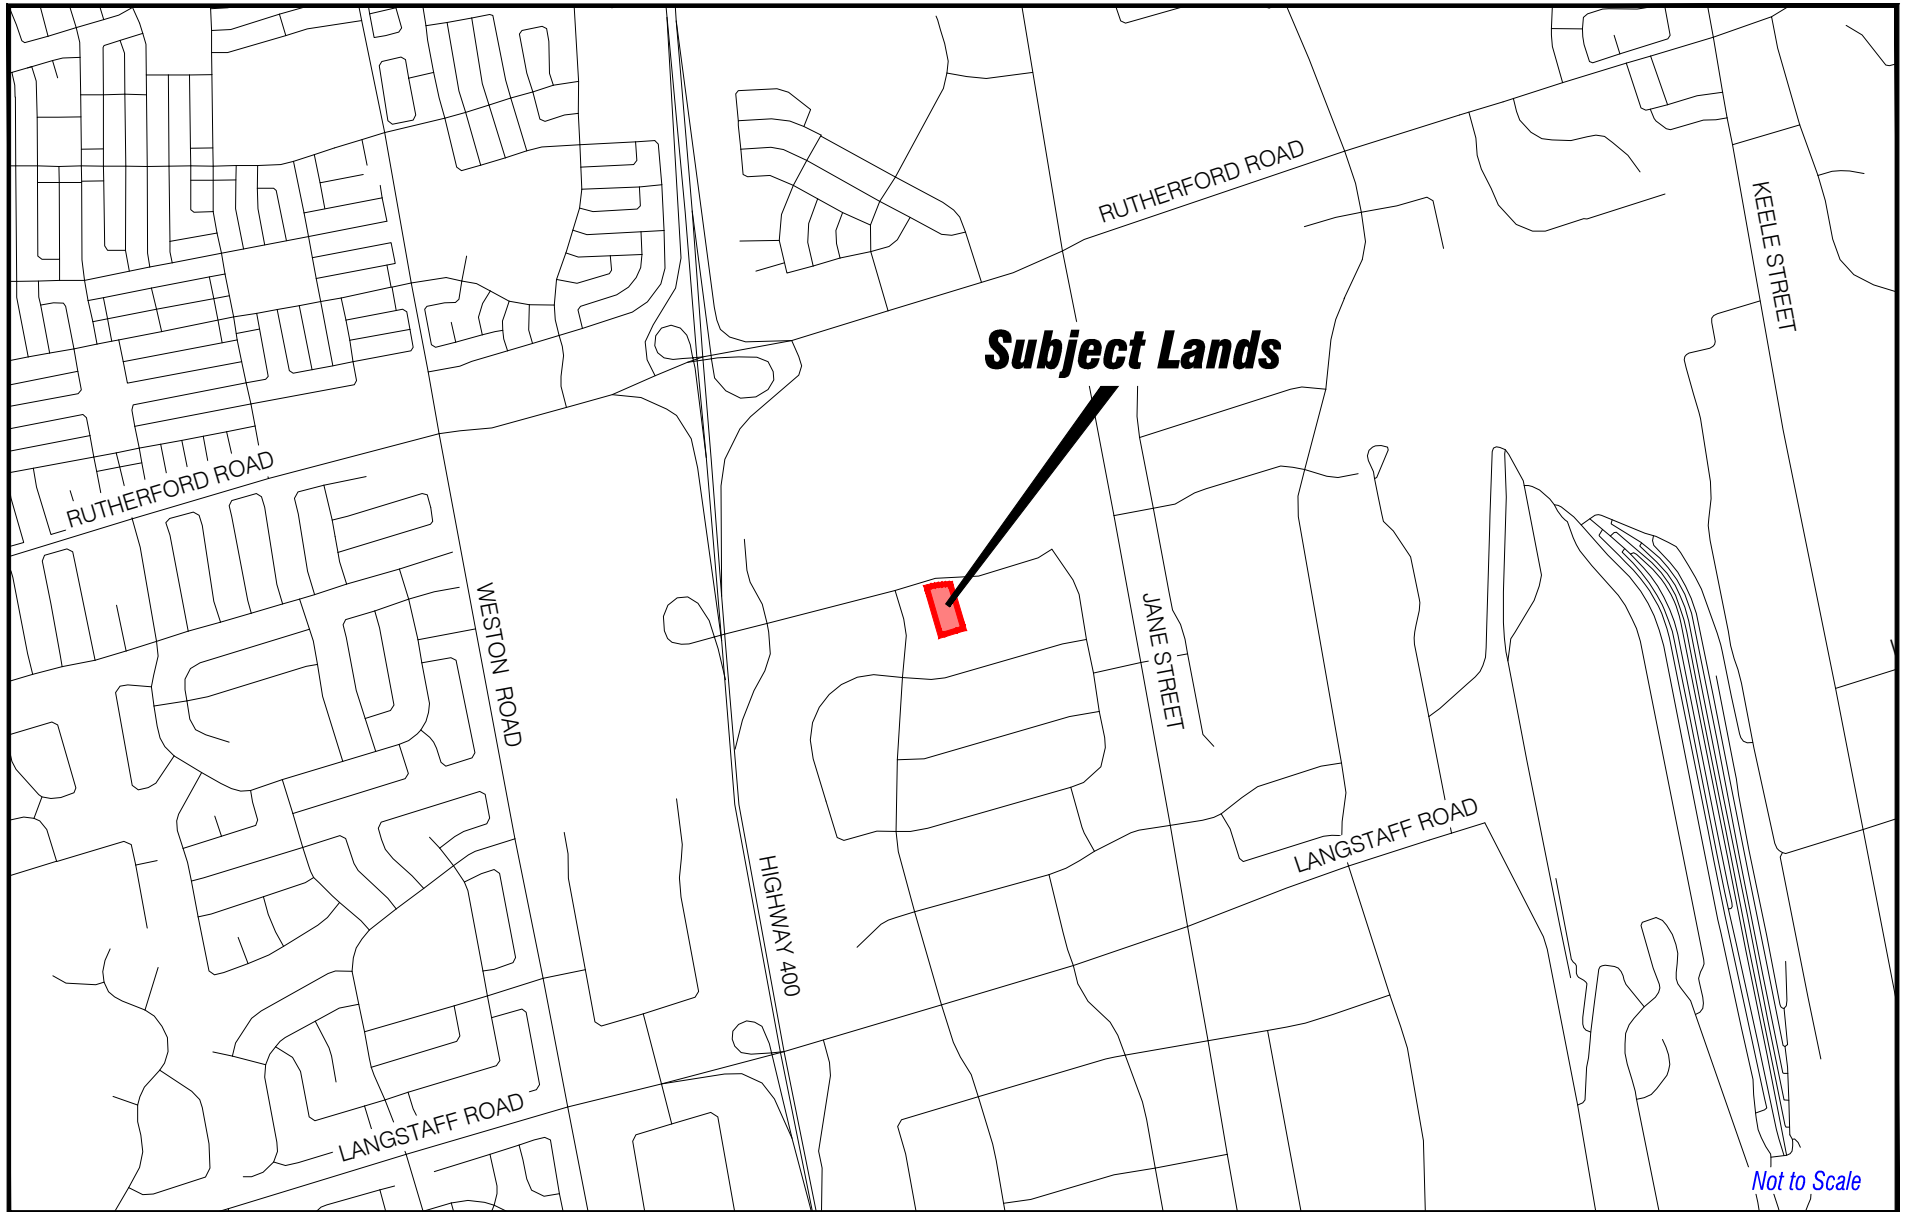 RUTHERFORD ROAD
KEELE STREET
Subject Lands
RUTHERFORD ROAD
WESTON ROAD
JANE STREET
LANGSTAFF ROAD
HIGHWAY 400
LANGSTAFF ROAD
Not to Scale